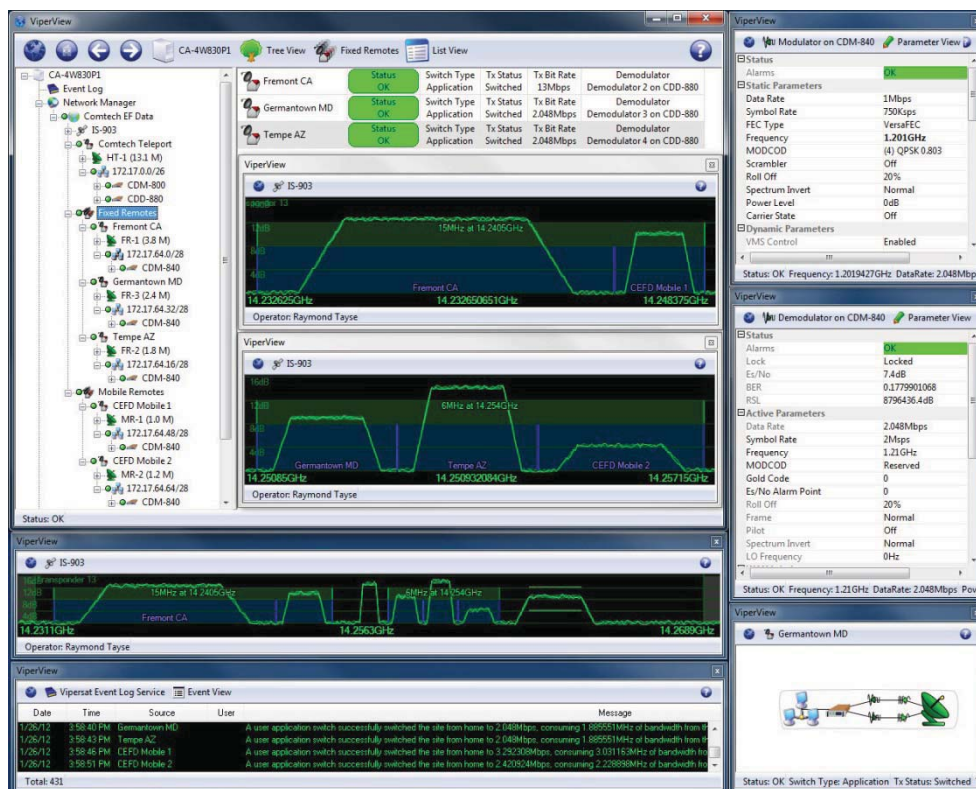 ViperView
CA-4W830P1 Tree View Fixed Remotes List View
CA-4W830P1
Event Log
Network Manager
Comtech EF Data
IS-903
Comtech Teleport
HT-1 (13.1 M)
172.17.0.0/26
CDM-800
CDD-880
Fixed Remotes
Fremont CA
FR-1 (3.8 M)
172.17.64.0/28
CDM-840
Germantown MD
FR-3 (2.4 M)
172.17.64.32/28
CDM-840
Tempe AZ
FR-2 (1.8 M)
172.17.64.16/28
CDM-840
Mobile Remotes
CEFD Mobile 1
MR-1 (1.0 M)
172.17.64.48/28
CDM-840
CEFD Mobile 2
MR-2 (1.2 M)
172.17.64.64/28
CDM-840
Status: OK
Fremont CA Status Switch Type Tx Status Tx Bit Rate Demodulator
OK Application Switched 13Mbps Demodulator 2 on CDD-880
Germantown MD Status Switch Type Tx Status Tx Bit Rate Demodulator
OK Application Switched 2.048Mbps Demodulator 3 on CDD-880
Tempe AZ Status Switch Type Tx Status Tx Bit Rate Demodulator
OK Application Switched 2.048Mbps Demodulator 4 on CDD-880
ViperView
IS-903
12dB
15MHz at 14.2405GHz
8dB
4dB
Fremont CA CEFD Mobile 1
14.232625GHz 14.232650651GHz 14.248375GHz
Operator: Raymond Tayse
ViperView
IS-903
16dB
12dB
6MHz at 14.254GHz
8dB
4dB
Germantown MD Tempe AZ CEFD Mobile 2
14.25085GHz 14.250932084GHz 14.25715GHz
Operator: Raymond Tayse
ViperView
IS-903
Transponder 13
12dB 15MHz at 14.2405GHz 6MHz at 14.254GHz
8dB
4dB Fremont CA
14.2311GHz 14.2563GHz 14.2689GHz
Operator: Raymond Tayse
ViperView
Vipersat Event Log Service Event View
Date Time Source User Message
1/26/12 3:58:40 PM Germantown MD A user application switch successfully switched the site from home to 2.048Mbps, consuming 1.885551MHz of bandwidth from th
1/26/12 3:58:43 PM Tempe AZ A user application switch successfully switched the site from home to 2.048Mbps, consuming 1.885551MHz of bandwidth from th
1/26/12 3:58:46 PM CEFD Mobile 1 A user application switch successfully switched the site from home to 3.292308Mbps, consuming 3.031163MHz of bandwidth fro
1/26/12 3:58:51 PM CEFD Mobile 2 A user application switch successfully switched the site from home to 2.420924Mbps, consuming 2.228898MHz of bandwidth fro
Total: 431
ViperView
Modulator on CDM-840 Parameter View
Status
Alarms OK
Static Parameters
Data Rate 1Mbps
Symbol Rate 750Ksps
FEC Type VersaFEC
Frequency 1.201GHz
MODCOD (4) QPSK 0.803
Scrambler Off
Roll Off 20%
Spectrum Invert Normal
Power Level 0dB
Carrier State Off
Dynamic Parameters
VMS Control Enabled
Status: OK Frequency: 1.2019427GHz DataRate: 2.048Mbp
ViperView
Demodulator on CDM-840 Parameter View
Status
Alarms OK
Lock Locked
Es/No 7.4dB
BER 0.1779901068
RSL 8796436.4dB
Active Parameters
Data Rate 2.048Mbps
Symbol Rate 2Msps
Frequency 1.21GHz
MODCOD Reserved
Gold Code 0
Es/No Alarm Point 0
Roll Off 20%
Frame Normal
Pilot Off
Spectrum Invert Normal
LO Frequency 0Hz
Status: OK Frequency: 1.21GHz DataRate: 2.048Mbps Pow
ViperView
Germantown MD
Status: OK Switch Type: Application Tx Status: Switched